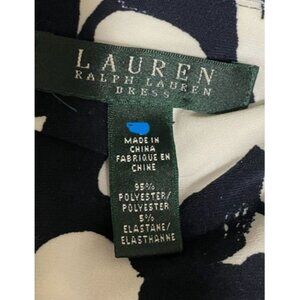 LAUREN
RALPH LAUREN
DRESS
MADE IN
CHINA
FABRIQUE EN
CHINE
95%
POLYESTER/
POLYESTER
5%
ELASTANE/
ELASTHANNE